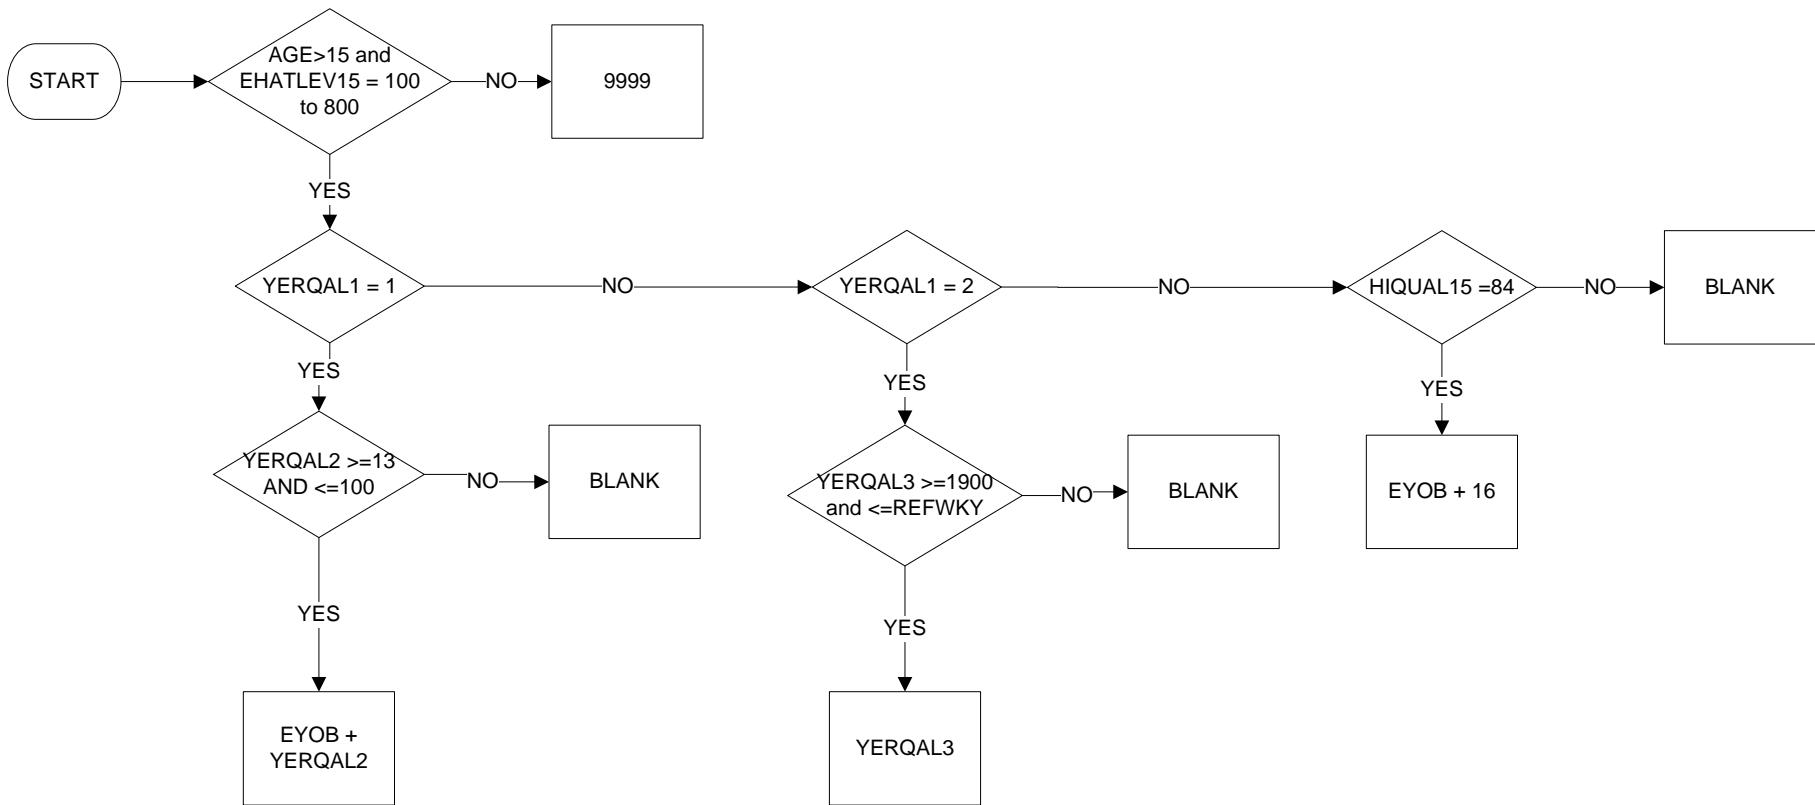 START
AGE>15 and
EHATLEV15 = 100
to 800
NO
9999
YES
YERQAL1 = 1
NO
YERQAL1 = 2
NO
HIQUAL15 =84
NO
BLANK
YES
YES
YES
YERQAL2 >=13
AND <=100
NO
BLANK
YERQAL3 >=1900
and <=REFWKY
NO
BLANK
EYOB + 16
YES
YES
EYOB +
YERQAL2
YERQAL3